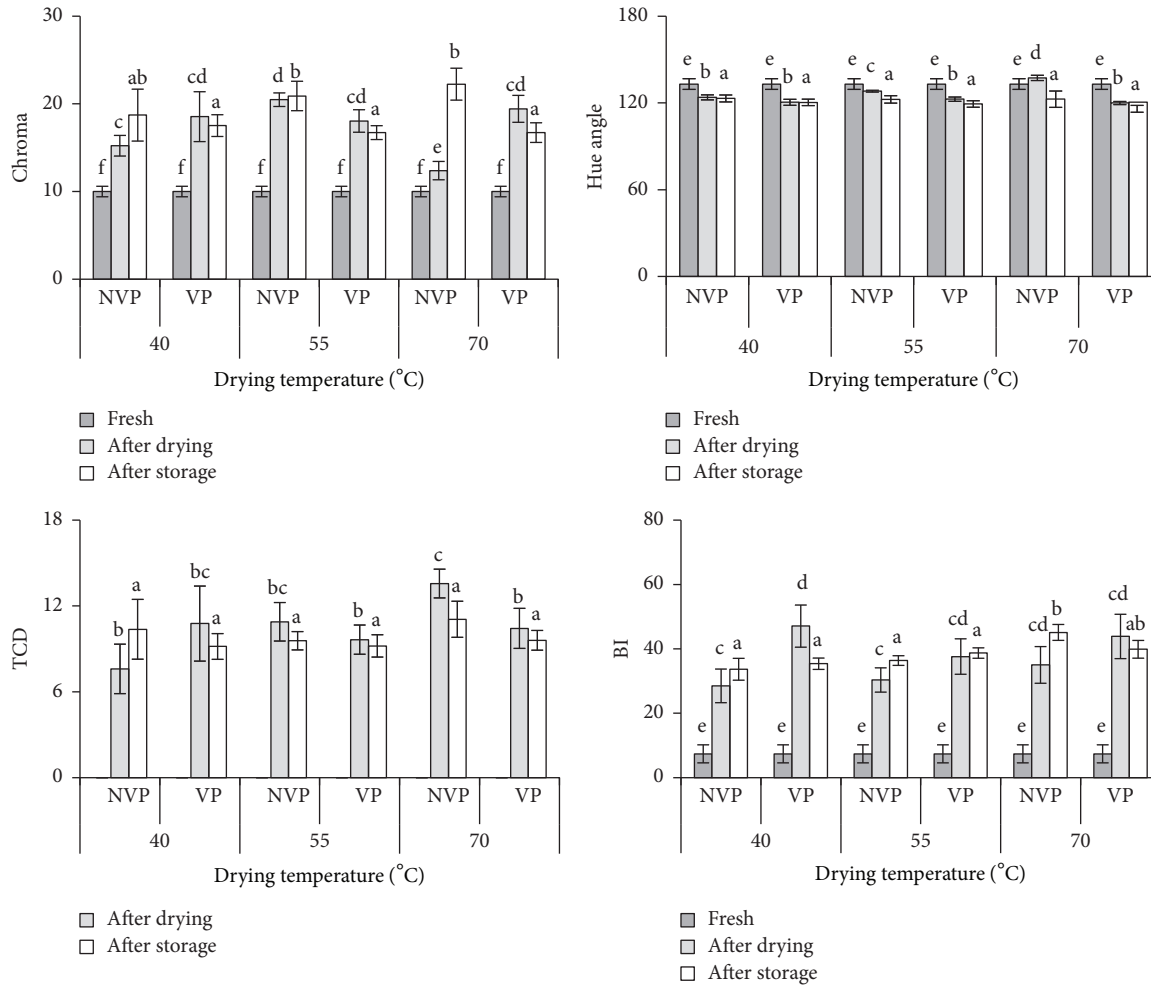 30
20
10
0
Chroma
f c ab f cd a f d b f cd a f e b f cd a
NVP VP NVP VP NVP VP
40 55 70
Drying temperature (°C)
Fresh
After drying
After storage
180
120
60
0
Hue angle
e b a e b a e c a e b a e d a e b a
NVP VP NVP VP NVP VP
40 55 70
Drying temperature (°C)
Fresh
After drying
After storage
18
12
6
0
TCD
b a bc a bc a b a c a b a
NVP VP NVP VP NVP VP
40 55 70
Drying temperature (°C)
After drying
After storage
80
60
40
20
0
BI
e c a e d a e c a e cd a e cd b e cd ab
NVP VP NVP VP NVP VP
40 55 70
Drying temperature (°C)
Fresh
After drying
After storage